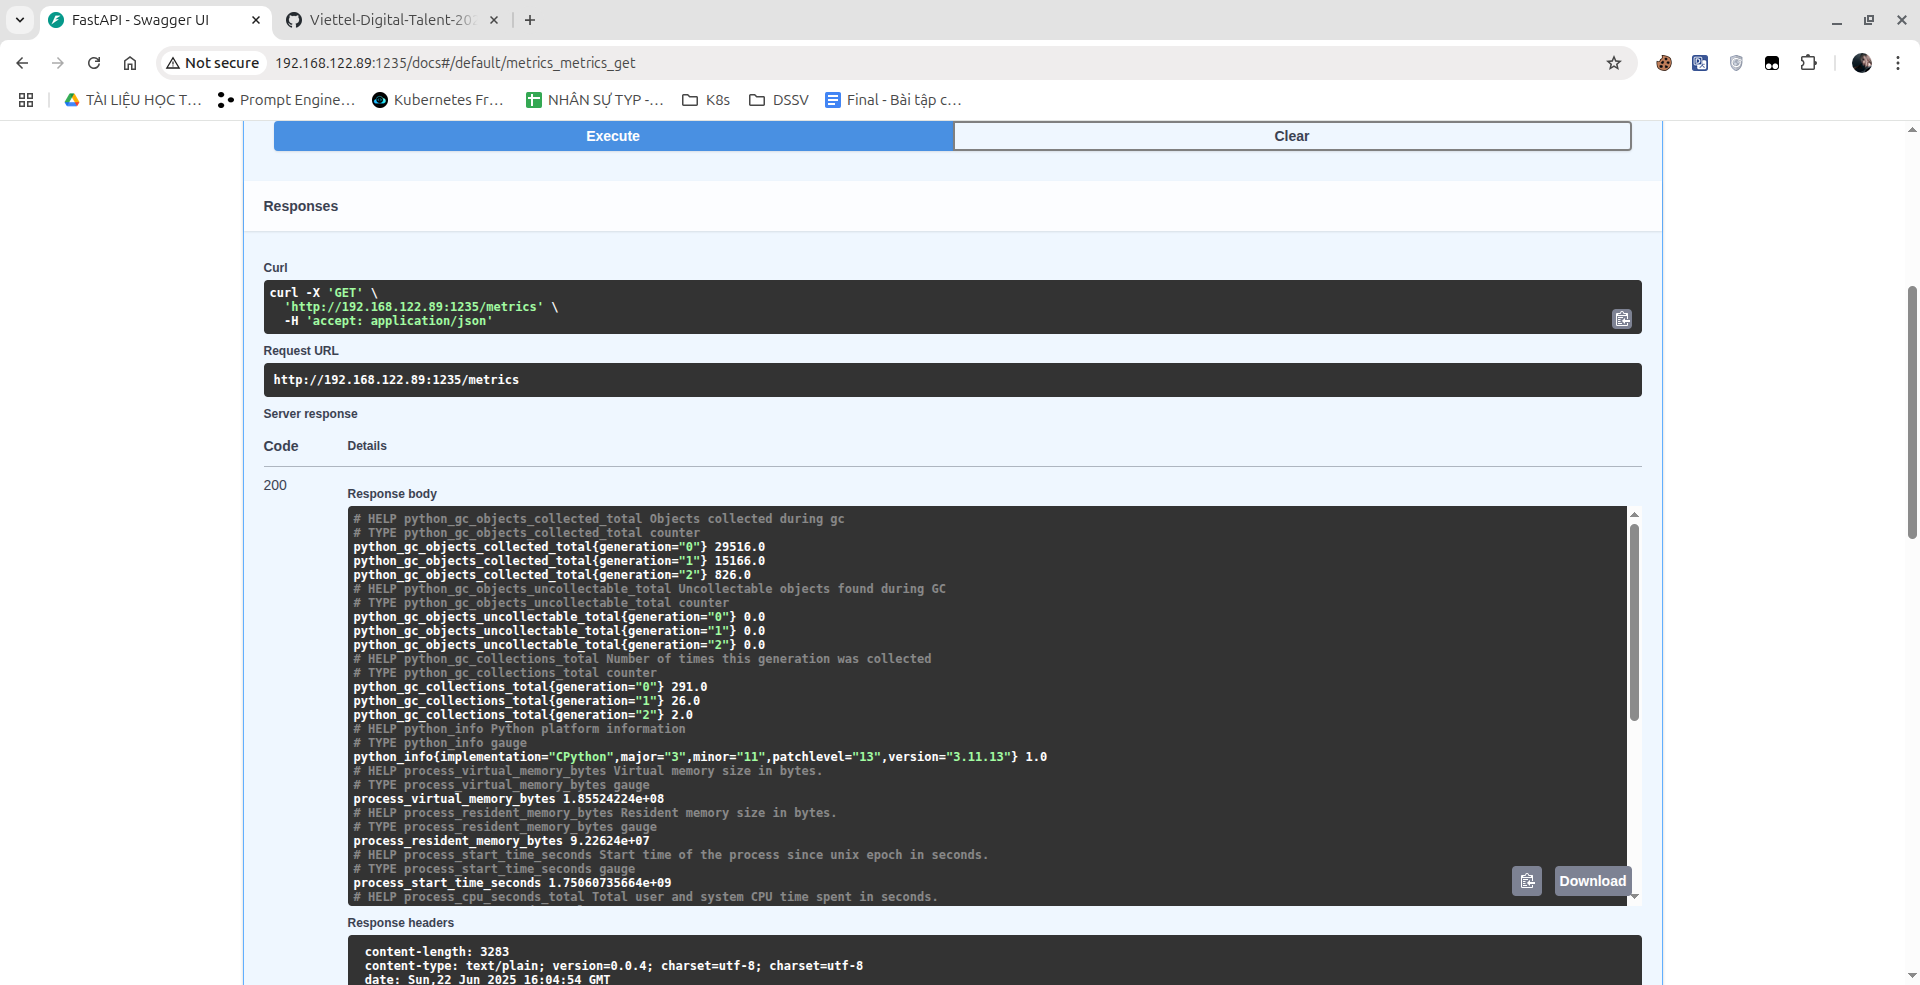 FastAPI - Swagger UI
Viettel-Digital-Talent-202
Not secure
192.168.122.89:1235/docs#/default/metrics_metrics_get
TÀI LIỆU HỌC T...
Prompt Engine...
Kubernetes Fr...
NHÂN SỰ TYP -...
K8s
DSSV
Final - Bài tập c...
Execute
Clear
Responses
Curl
curl -X 'GET' \
'http://192.168.122.89:1235/metrics' \
-H 'accept: application/json'
Request URL
http://192.168.122.89:1235/metrics
Server response
Code Details
200
Response body
# HELP python_gc_objects_collected_total Objects collected during gc
# TYPE python_gc_objects_collected_total counter
python_gc_objects_collected_total{generation="0"} 29516.0
python_gc_objects_collected_total{generation="1"} 15166.0
python_gc_objects_collected_total{generation="2"} 826.0
# HELP python_gc_objects_uncollectable_total Uncollectable objects found during GC
# TYPE python_gc_objects_uncollectable_total counter
python_gc_objects_uncollectable_total{generation="0"} 0.0
python_gc_objects_uncollectable_total{generation="1"} 0.0
python_gc_objects_uncollectable_total{generation="2"} 0.0
# HELP python_gc_collections_total Number of times this generation was collected
# TYPE python_gc_collections_total counter
python_gc_collections_total{generation="0"} 291.0
python_gc_collections_total{generation="1"} 26.0
python_gc_collections_total{generation="2"} 2.0
# HELP python_info Python platform information
# TYPE python_info gauge
python_info{implementation="CPython",major="3",minor="11",patchlevel="13",version="3.11.13"} 1.0
# HELP process_virtual_memory_bytes Virtual memory size in bytes.
# TYPE process_virtual_memory_bytes gauge
process_virtual_memory_bytes 1.85524224e+08
# HELP process_resident_memory_bytes Resident memory size in bytes.
# TYPE process_resident_memory_bytes gauge
process_resident_memory_bytes 9.22624e+07
# HELP process_start_time_seconds Start time of the process since unix epoch in seconds.
# TYPE process_start_time_seconds gauge
process_start_time_seconds 1.75060735664e+09
# HELP process_cpu_seconds_total Total user and system CPU time spent in seconds.
Download
Response headers
content-length: 3283
content-type: text/plain; version=0.0.4; charset=utf-8; charset=utf-8
date: Sun,22 Jun 2025 16:04:54 GMT